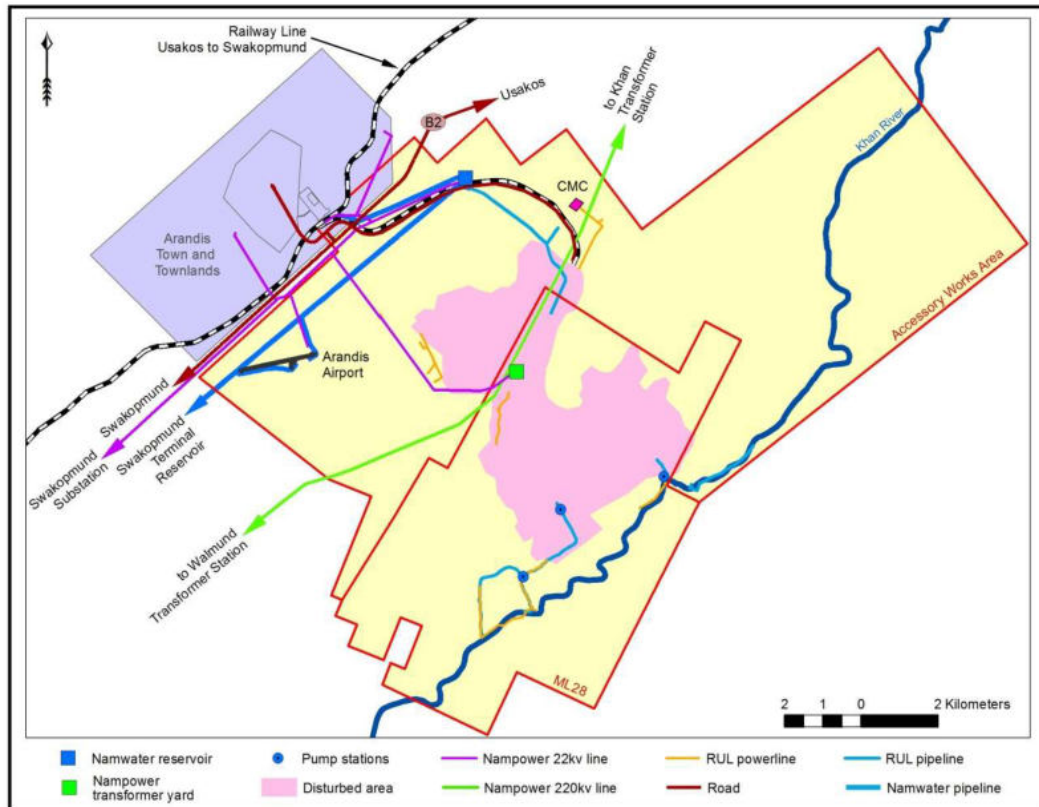 Railway Line
Usakos to Swakopmund
B2
Usakos
to Khan
Transformer
Station
Khan River
CMC
Arandis
Town and
Townlands
Accessory Works Area
Arandis
Airport
Swakopmund
Swakopmund
Terminal
Reservoir
Swakopmund
Substation
to Walmund
Transformer Station
ML28
2 1 0 2 Kilometers
Namwater reservoir
Pump stations
Nampower 22kv line
RUL powerline
RUL pipeline
Nampower
transformer yard
Disturbed area
Nampower 220kv line
Road
Namwater pipeline